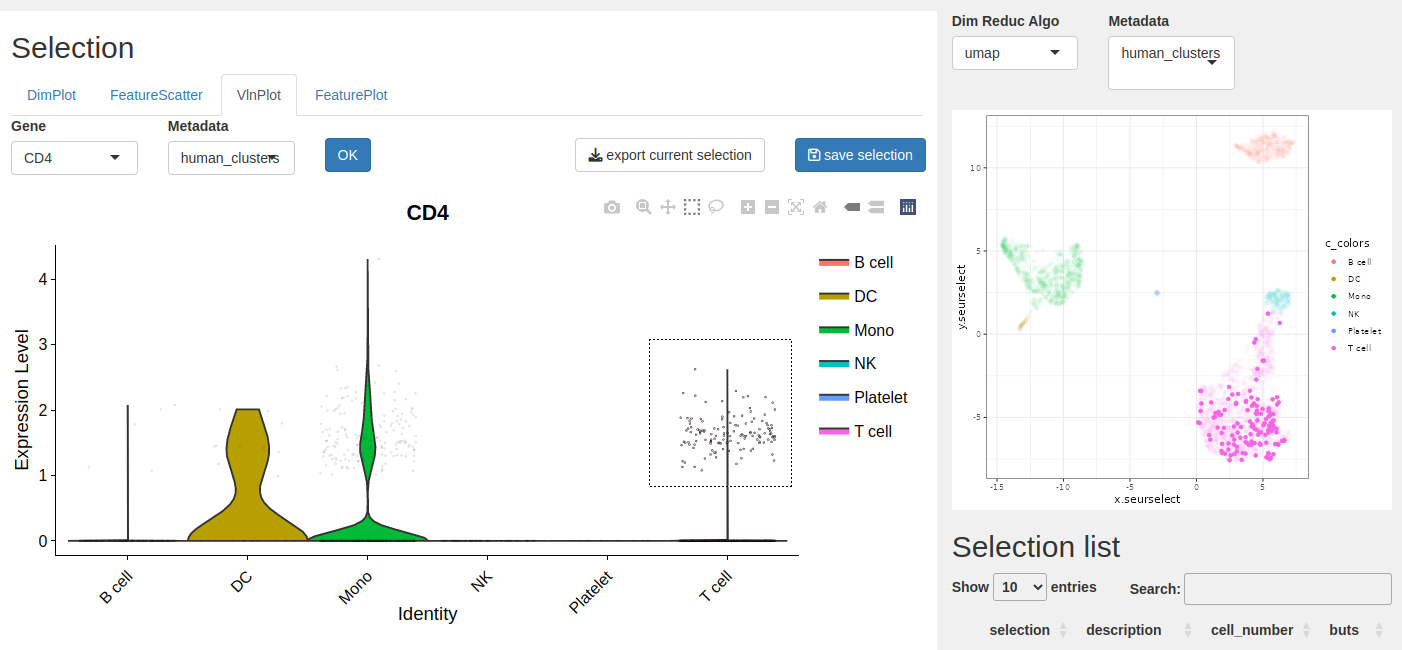 Selection
DimPlot FeatureScatter VlnPlot FeaturePlot
Gene Metadata
CD4 human_clusters OK export current selection save selection
CD4
4
3
2
1
0
Expression Level
B cell DC Mono NK Platelet T cell
Identity
B cell
DC
Mono
NK
Platelet
T cell
Dim Reduc Algo Metadata
umap human_clusters
10
5
0
-5
y.seurselect
-15 -10 -5 0 5
x.seurselect
c_colors
B cell
DC
Mono
NK
Platelet
T cell
Selection list
Show 10 entries Search:
selection description cell_number buts